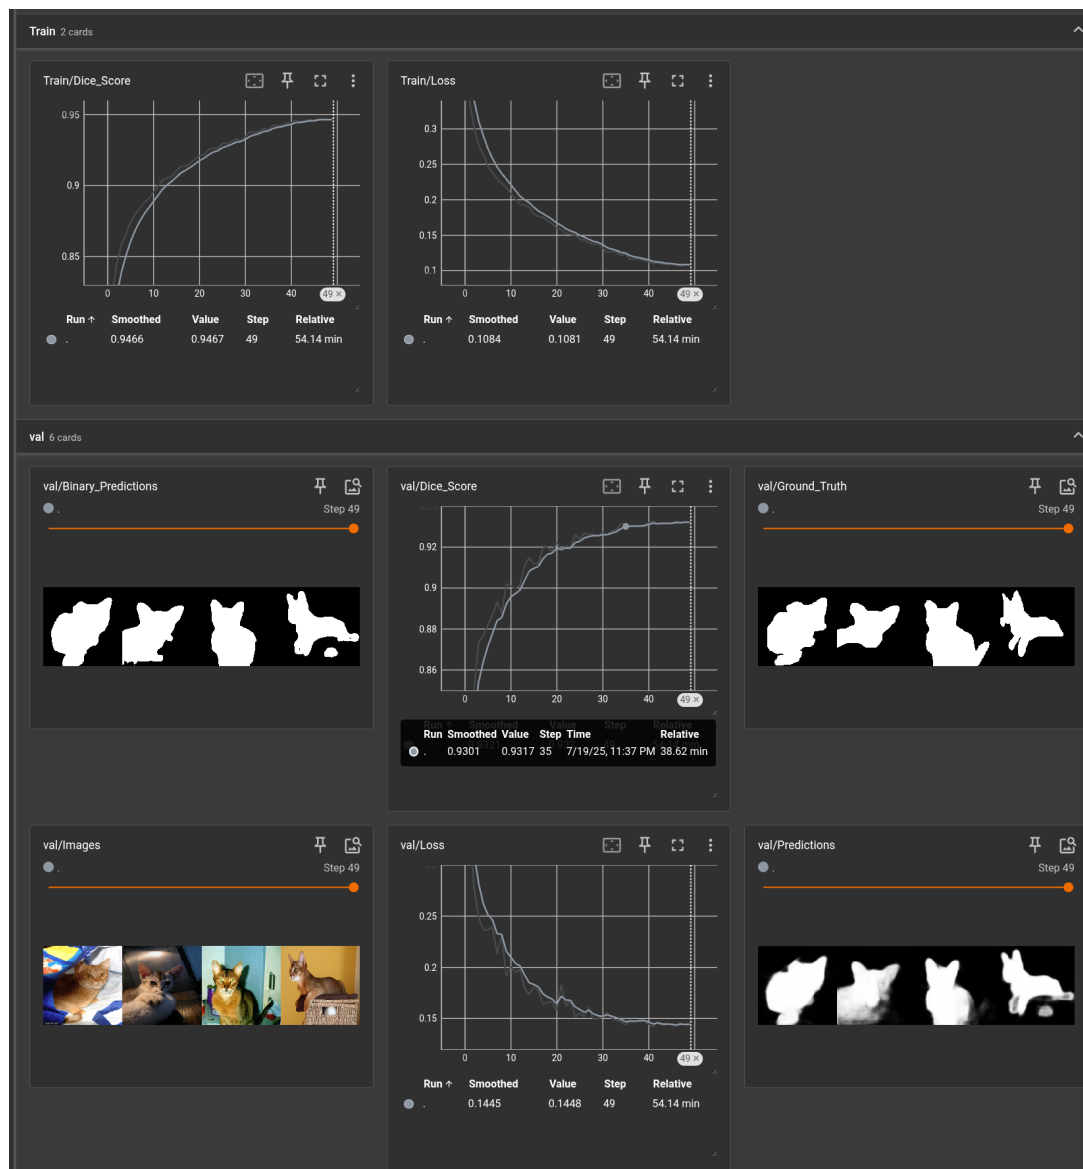 Train 2 cards
Train/Dice_Score
0.95
0.9
0.85
0 10 20 30 40 49 ×
Run ↑ Smoothed Value Step Relative
. 0.9466 0.9467 49 54.14 min
Train/Loss
0.3
0.25
0.2
0.15
0.1
0 10 20 30 40 49 ×
Run ↑ Smoothed Value Step Relative
. 0.1084 0.1081 49 54.14 min
val 6 cards
val/Binary_Predictions
. Step 49
val/Dice_Score
0.92
0.9
0.88
0.86
0 10 20 30 40 49 ×
Run ↑ Smoothed Value Step Relative
Run Smoothed Value Step Time Relative
. 0.9301 0.9317 35 7/19/25, 11:37 PM 38.62 min
val/Ground_Truth
. Step 49
val/Images
. Step 49
val/Loss
0.25
0.2
0.15
0 10 20 30 40 49 ×
Run ↑ Smoothed Value Step Relative
. 0.1445 0.1448 49 54.14 min
val/Predictions
. Step 49